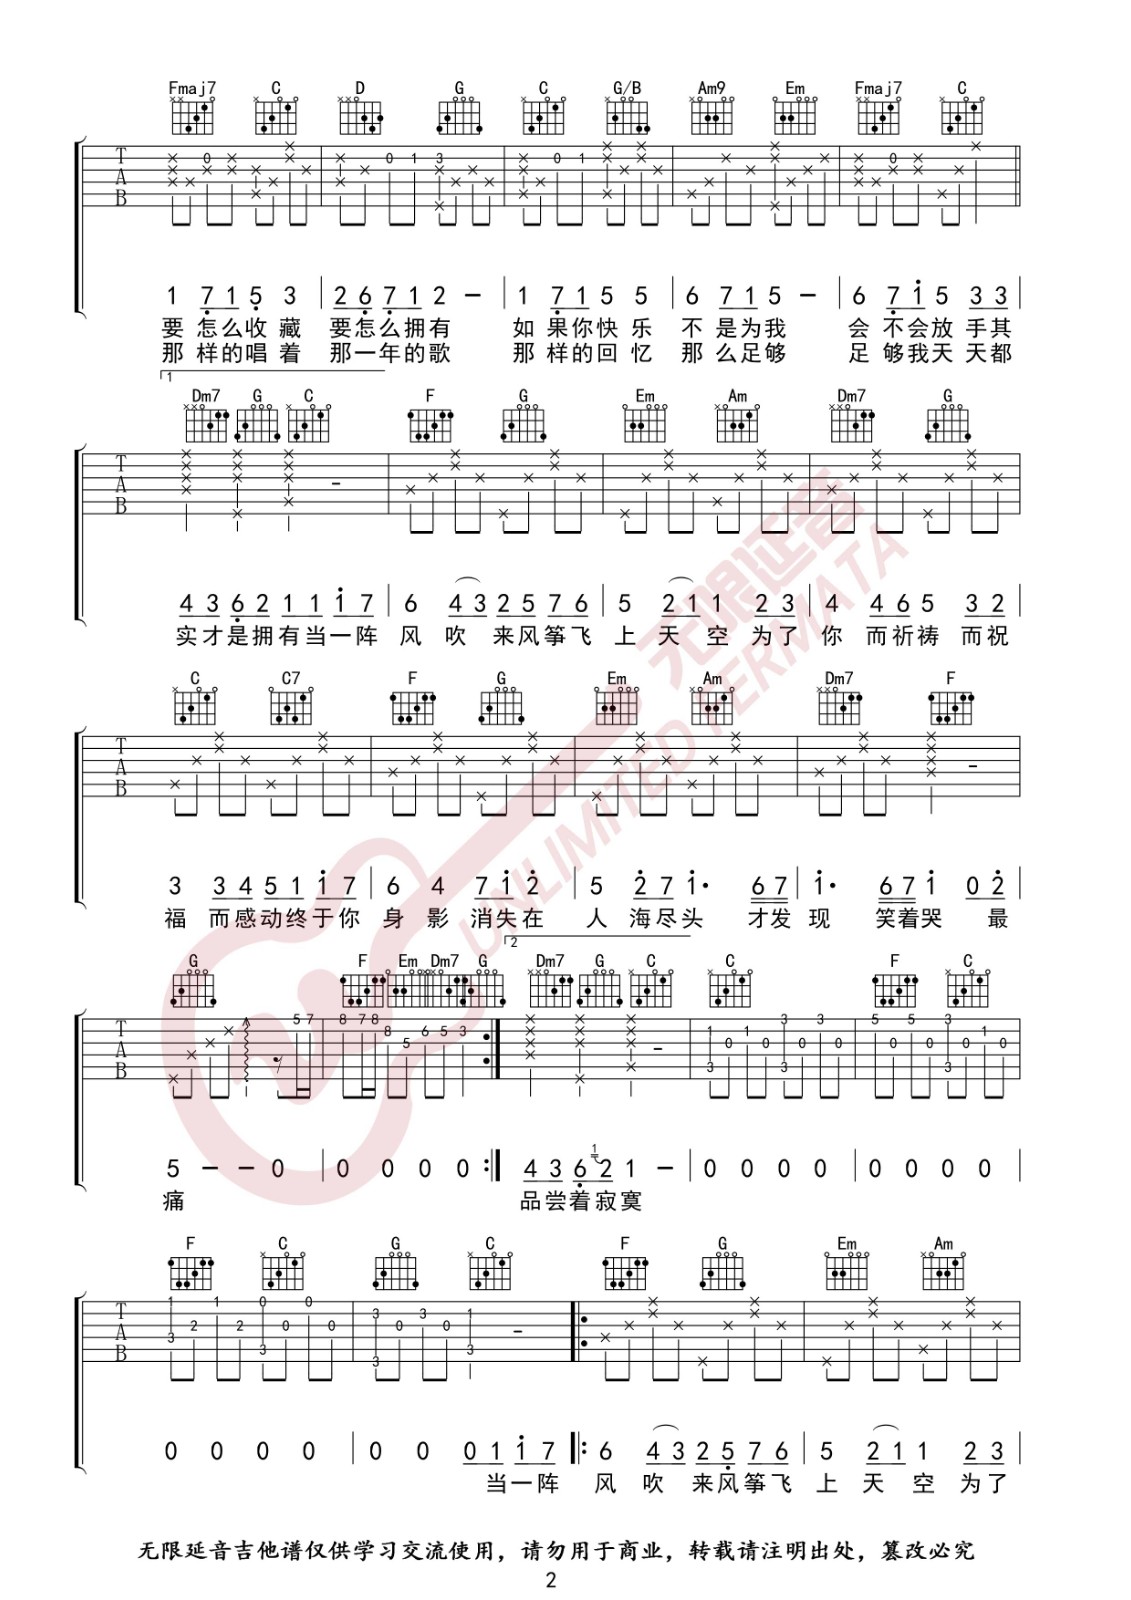 Fmaj7 C D G C G/B Am9 Em Fmaj7 C
1 7 1 5 3 2 6 7 1 2 - 1 7 1 5 5 6 7 1 5 - 6 7 1 5 3 3
要 怎么收 藏 要怎么拥有 如 果你快 乐 不 是为我 会 不会放 手其
那 样的唱 着 那一年的歌 那 样的回 忆 那 么足够 足 够我天 天都
1
Dm7 G C F G Em Am Dm7 G
4 3 6 2 1 1 1 7 6 4 3 2 5 7 6 5 2 1 1 2 3 4 4 6 5 3 2
实才是拥有当一阵 风 吹 来风筝飞 上 天 空 为了 你 而祈祷 而祝
C C7 F G Em Am Dm7 F
3 3 4 5 1 1 7 6 4 7 1 2 5 2 7 1· 6 7 1· 6 7 1 0 2
福 而感动终于你 身 影 消失在 人 海尽头 才发 现 笑着哭 最
2
G F Em Dm7 G Dm7 G C C F C
5 - - 0 0 0 0 0 4 3 6 2 1 - 0 0 0 0 0 0 0 0
痛 品尝着寂寞
F C G C F G Em Am
0 0 0 0 0 0 0 1 1 7 6 4 3 2 5 7 6 5 2 1 1 2 3
当一阵 风 吹 来风筝飞 上 天 空 为了
无限延音
UNLIMITED FERMATA
无限延音吉他谱仅供学习交流使用，请勿用于商业，转载请注明出处，篡改必究
2